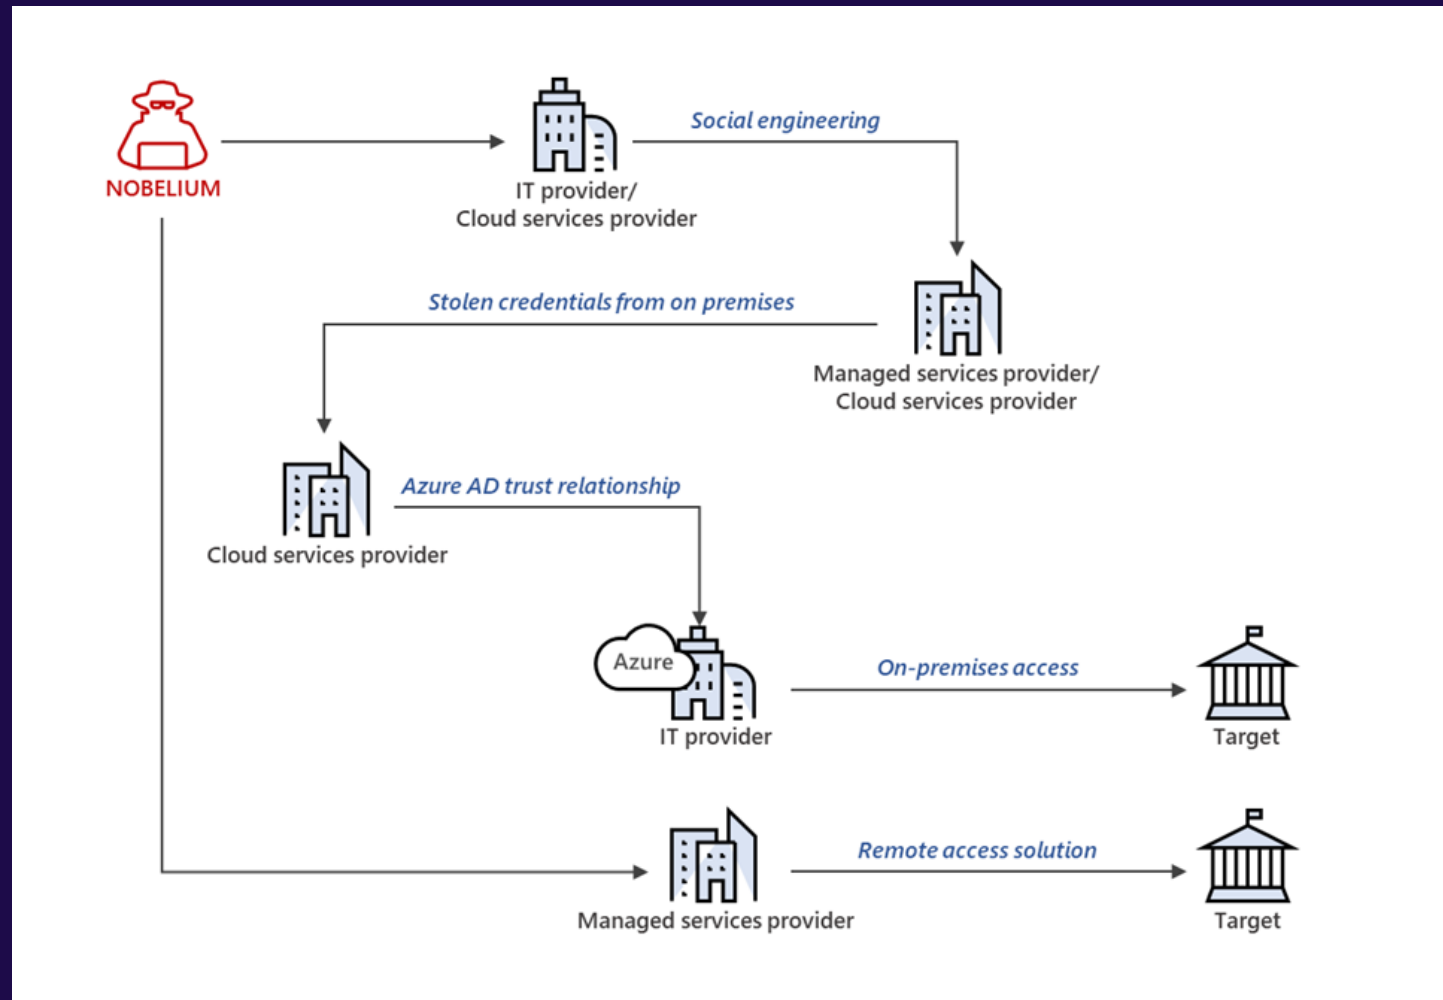 NOBELIUM
IT provider/
Cloud services provider
Social engineering
Managed services provider/
Cloud services provider
Stolen credentials from on premises
Cloud services provider
Azure AD trust relationship
Azure
IT provider
On-premises access
Target
Managed services provider
Remote access solution
Target